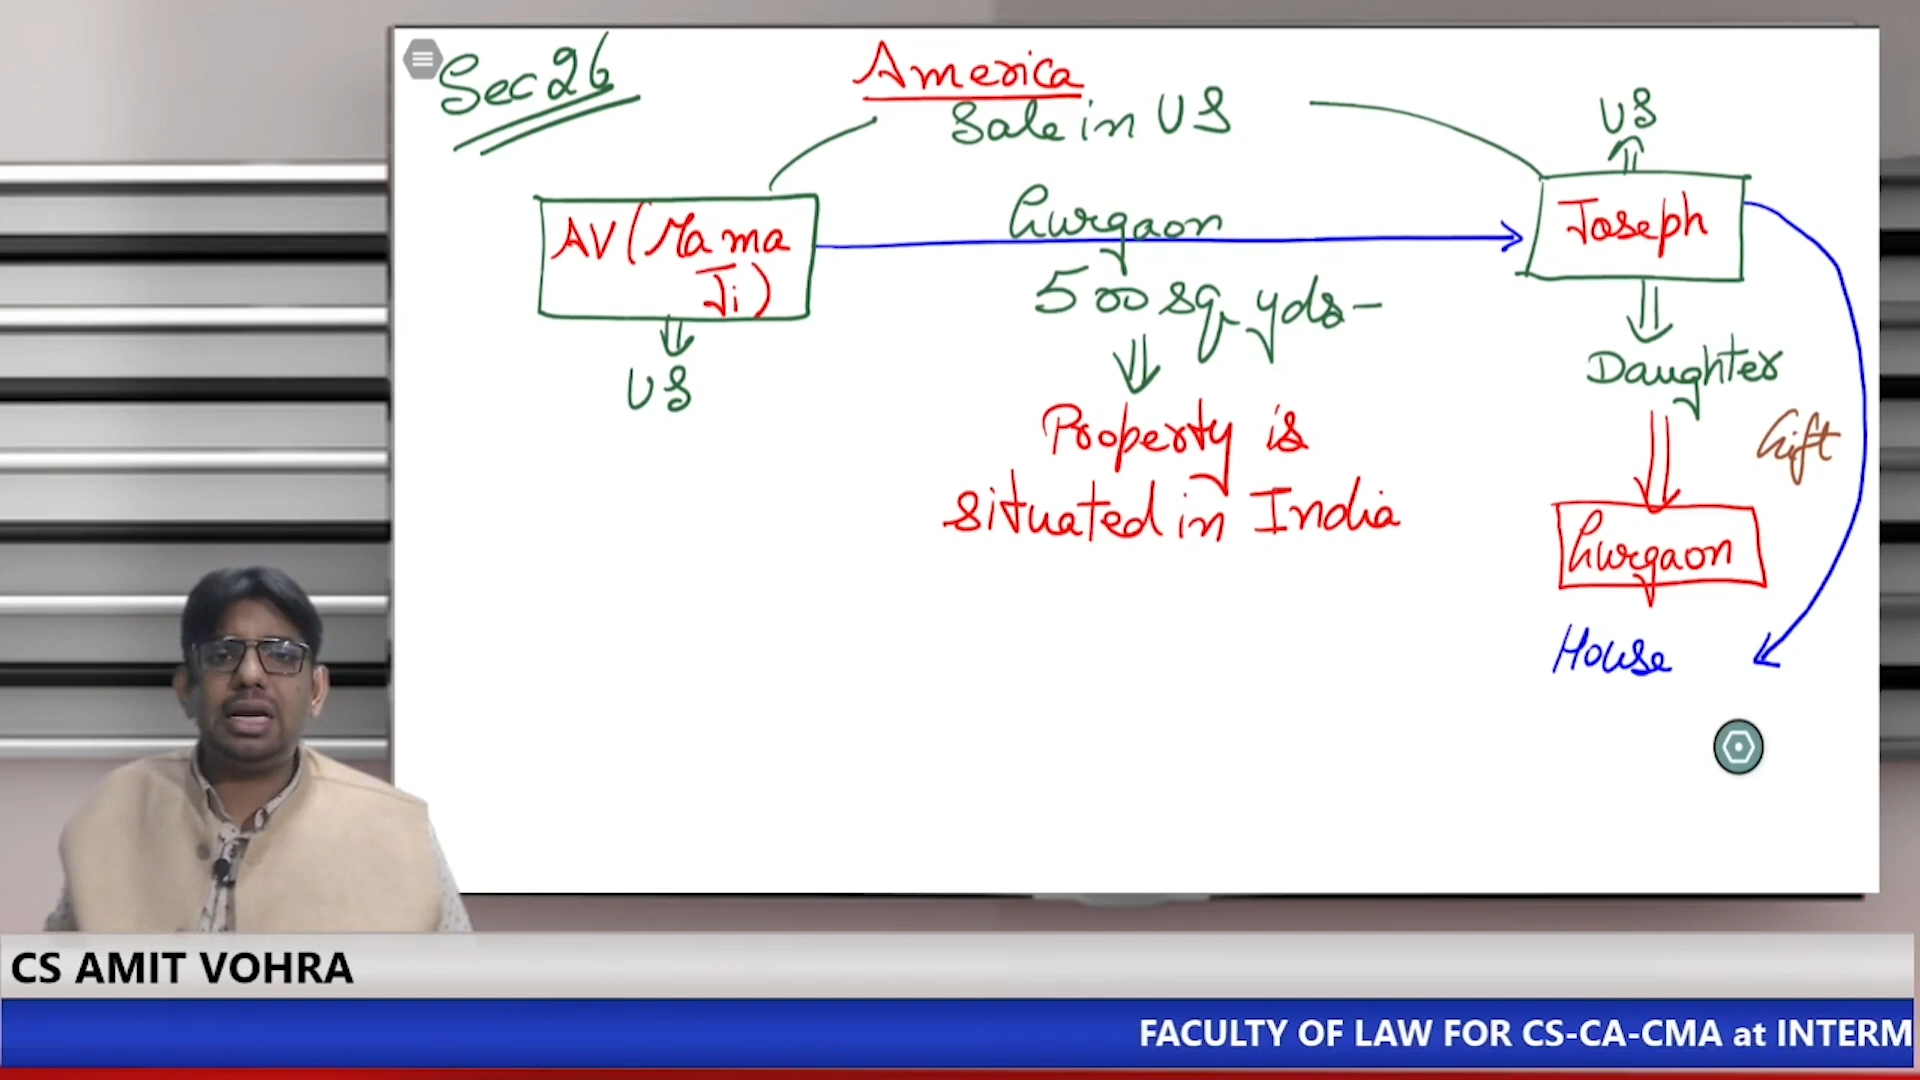 Sec 26
America
Sale in US
US
AV (Mama Ji)
Gurgaon
Joseph
500 sq yds-
US
Daughter
Property is
situated in India
Gift
Gurgaon
House
CS AMIT VOHRA
FACULTY OF LAW FOR CS-CA-CMA at INTERM